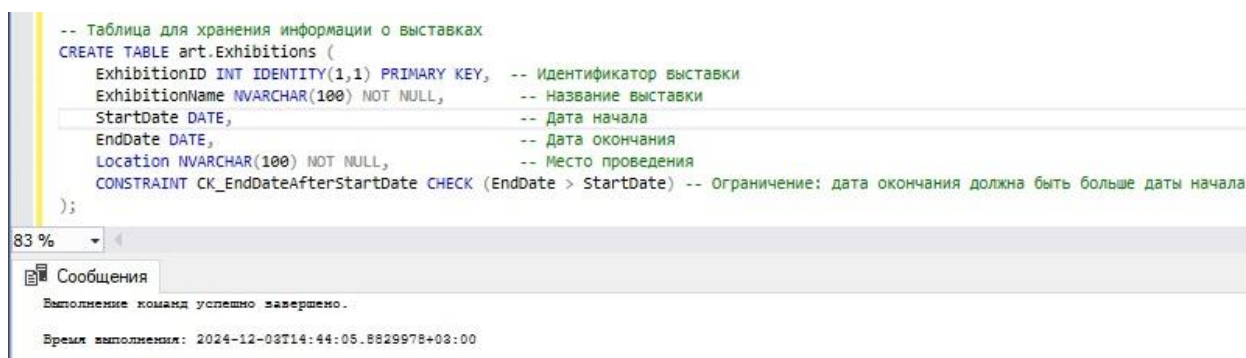 -- Таблица для хранения информации о выставках
CREATE TABLE art.Exhibitions (
ExhibitionID INT IDENTITY(1,1) PRIMARY KEY, -- Идентификатор выставки
ExhibitionName NVARCHAR(100) NOT NULL, -- Название выставки
StartDate DATE, -- Дата начала
EndDate DATE, -- Дата окончания
Location NVARCHAR(100) NOT NULL, -- Место проведения
CONSTRAINT CK_EndDateAfterStartDate CHECK (EndDate > StartDate) -- Ограничение: дата окончания должна быть больше даты начала
);
83 %
Сообщения
Выполнение команд успешно завершено.
Время выполнения: 2024-12-03T14:44:05.8829978+03:00